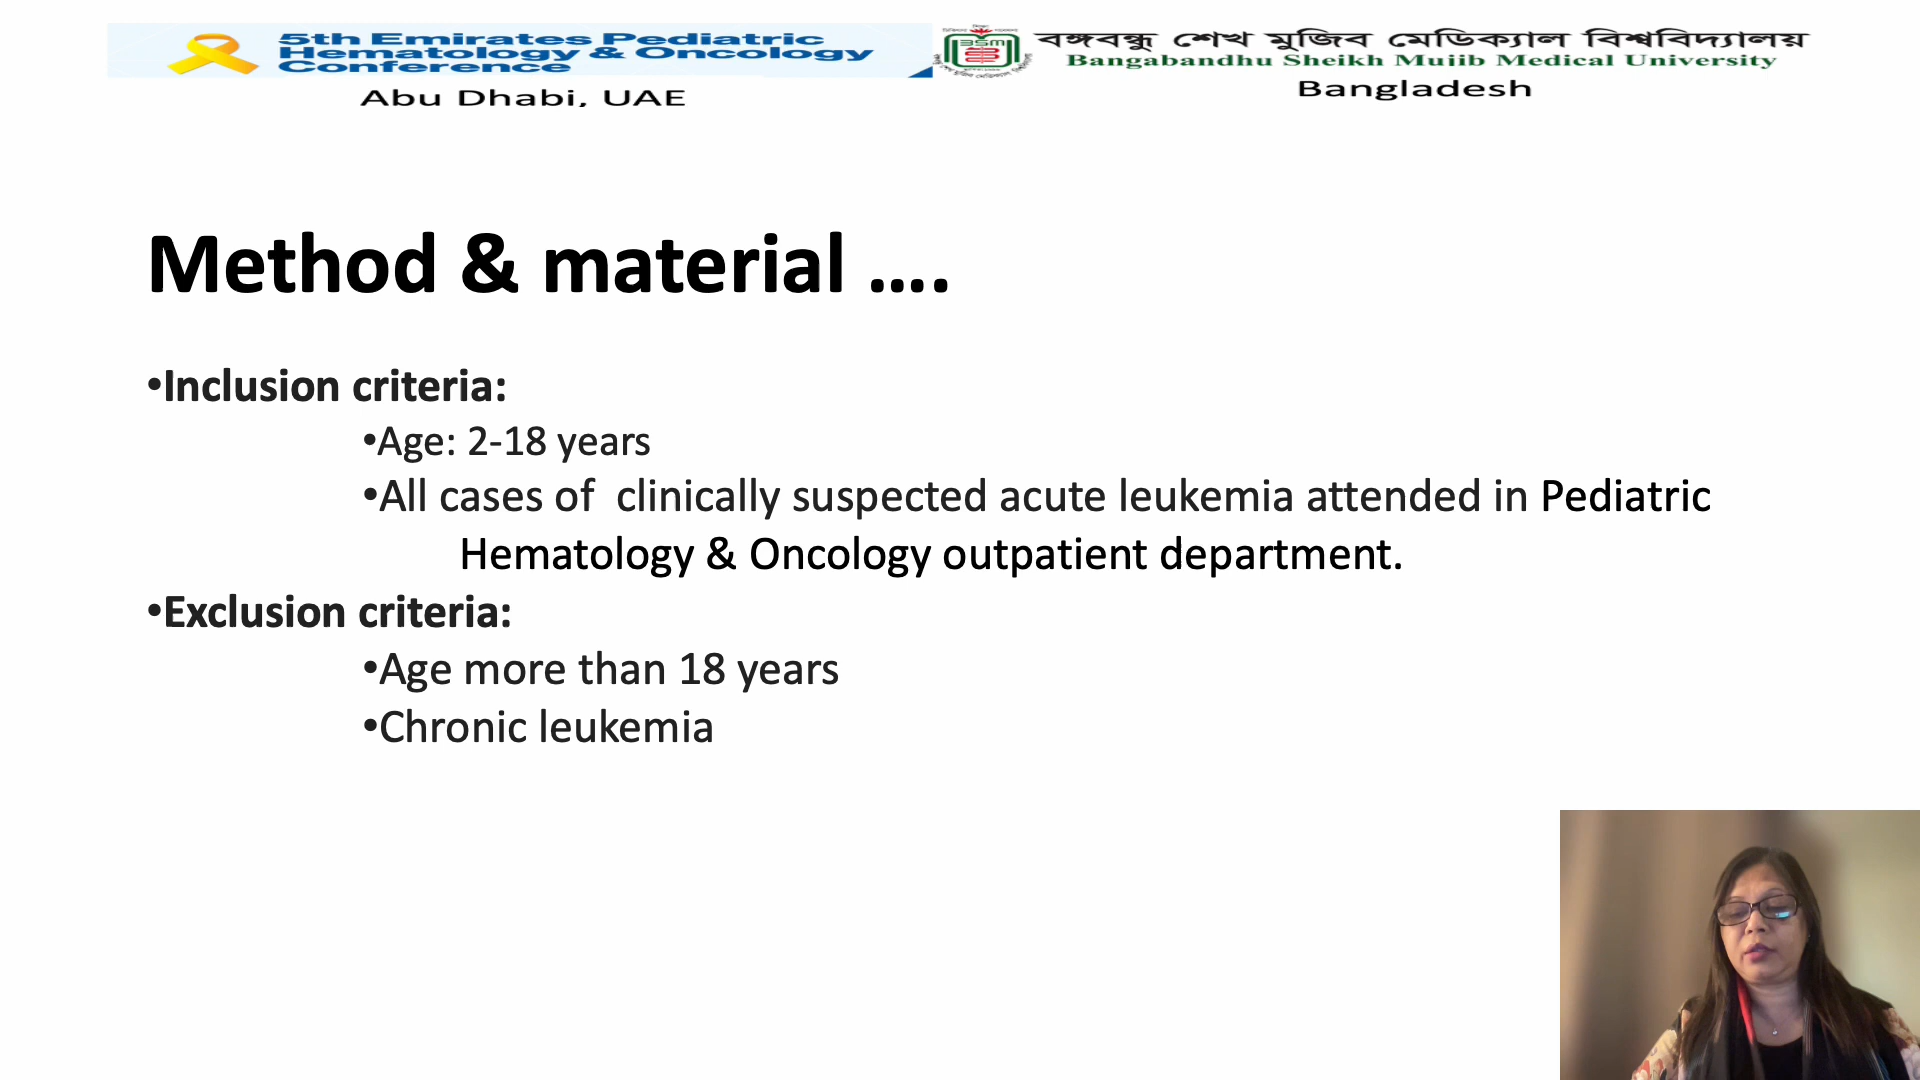 5th Emirates Pediatric
Hematology & Oncology
Conference
Abu Dhabi, UAE
বঙ্গবন্ধু শেখ মুজিব মেডিক্যাল বিশ্ববিদ্যালয়
Bangabandhu Sheikh Mujib Medical University
Bangladesh
Method & material ....
•Inclusion criteria:
•Age: 2-18 years
•All cases of clinically suspected acute leukemia attended in Pediatric
Hematology & Oncology outpatient department.
•Exclusion criteria:
•Age more than 18 years
•Chronic leukemia